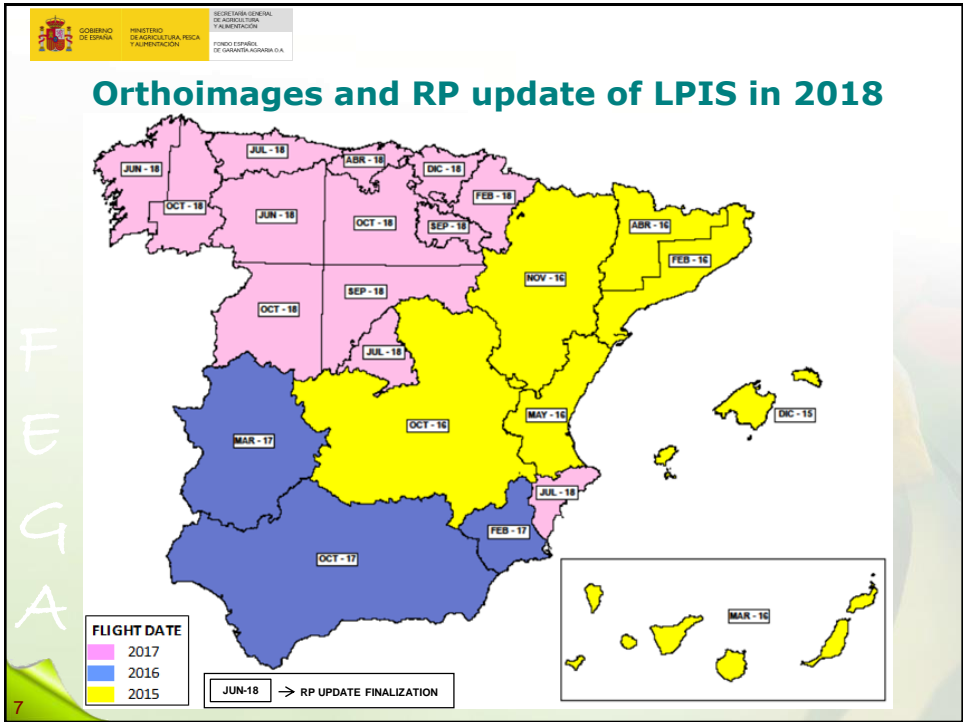 GOBIERNO
DE ESPAÑA
MINISTERIO
DE AGRICULTURA, PESCA
Y ALIMENTACIÓN
SECRETARÍA GENERAL
DE AGRICULTURA
Y ALIMENTACIÓN
FONDO ESPAÑOL
DE GARANTÍA AGRARIA O.A.
Orthoimages and RP update of LPIS in 2018
JUL - 18
ABR - 18
DIC - 18
JUN - 18
FEB - 18
OCT - 18
JUN - 18
OCT - 18
SEP - 18
ABR - 16
FEB - 16
NOV - 16
SEP - 18
OCT - 18
JUL - 18
DIC - 15
MAY - 16
OCT - 16
MAR - 17
JUL - 18
FEB - 17
OCT - 17
MAR - 16
F
E
G
A
FLIGHT DATE
2017
2016
2015
JUN-18 → RP UPDATE FINALIZATION
7